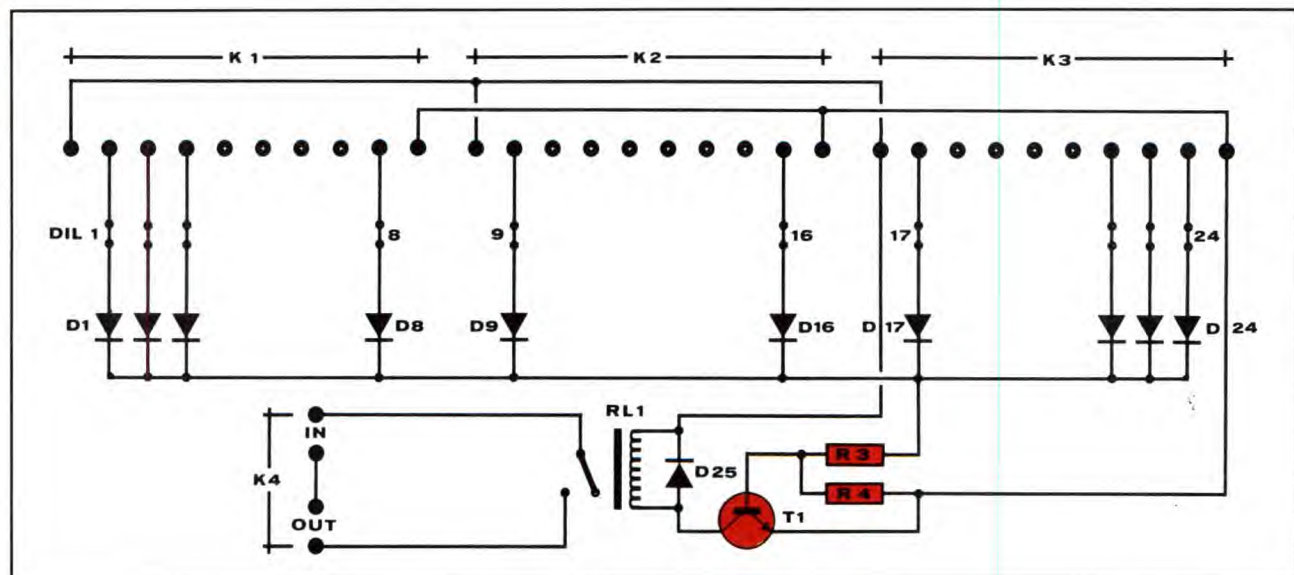 K 1 K2 K3
DIL 1 8 9 16 17 24
D1 D8 D9 D16 D 17 D 24
RL1
IN
R 3
D25
K4
R 4
OUT
T1